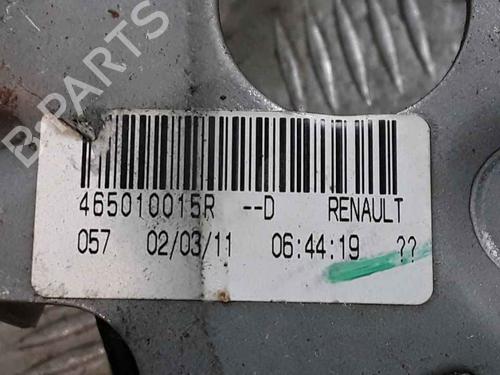 B-PARTS
465010015R --D RENAULT
057 02/03/11 06:44:19 ??